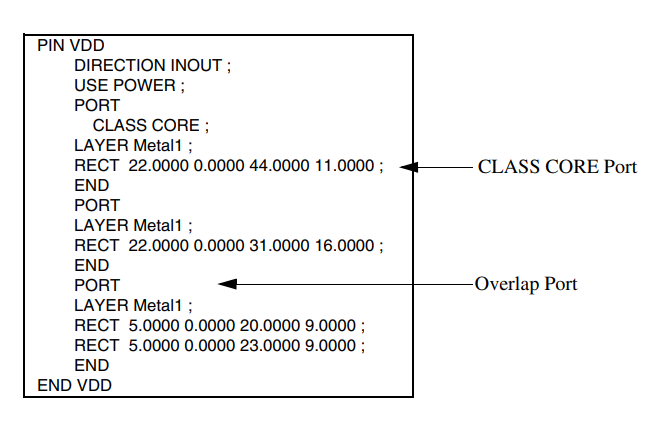 PIN VDD
DIRECTION INOUT ;
USE POWER ;
PORT
CLASS CORE ;
LAYER Metal1 ;
RECT 22.0000 0.0000 44.0000 11.0000 ;
CLASS CORE Port
END
PORT
LAYER Metal1 ;
RECT 22.0000 0.0000 31.0000 16.0000 ;
END
PORT
Overlap Port
LAYER Metal1 ;
RECT 5.0000 0.0000 20.0000 9.0000 ;
RECT 5.0000 0.0000 23.0000 9.0000 ;
END
END VDD